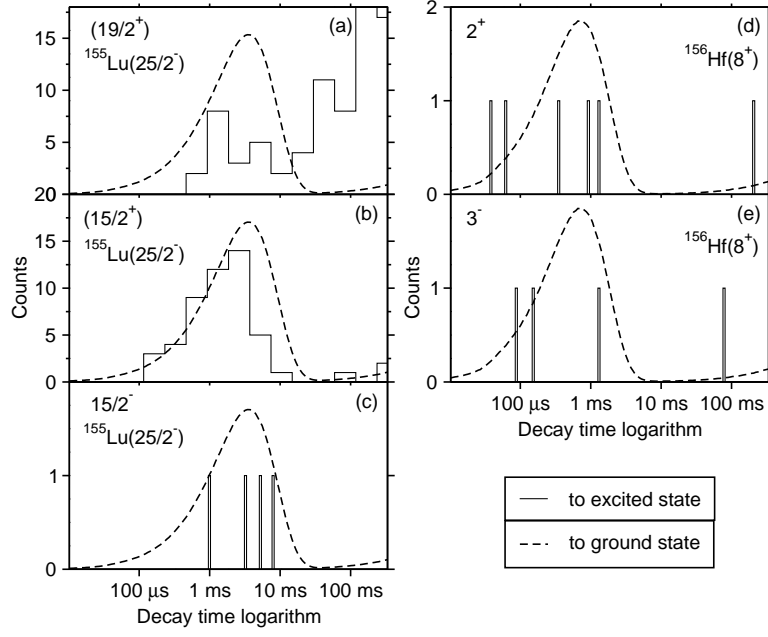 (19/2⁺)
(a)
¹⁵⁵Lu(25/2⁻)
15
10
5
0
20
(15/2⁺)
(b)
¹⁵⁵Lu(25/2⁻)
15
10
5
0
Counts
15/2⁻
(c)
¹⁵⁵Lu(25/2⁻)
1
0
100 µs 1 ms 10 ms 100 ms
Decay time logarithm
2
2⁺
(d)
¹⁵⁶Hf(8⁺)
1
0
3⁻
(e)
¹⁵⁶Hf(8⁺)
1
0
Counts
100 µs 1 ms 10 ms 100 ms
Decay time logarithm
to excited state
to ground state